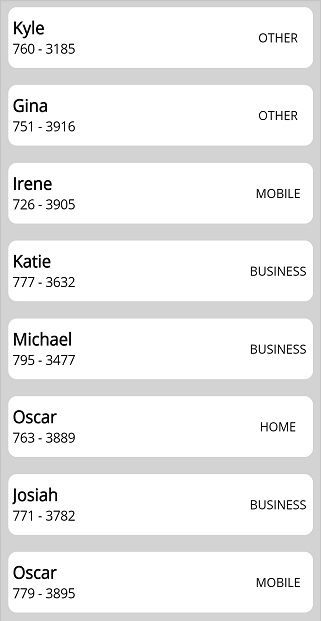 Kyle
760 - 3185
OTHER
Gina
751 - 3916
OTHER
Irene
726 - 3905
MOBILE
Katie
777 - 3632
BUSINESS
Michael
795 - 3477
BUSINESS
Oscar
763 - 3889
HOME
Josiah
771 - 3782
BUSINESS
Oscar
779 - 3895
MOBILE